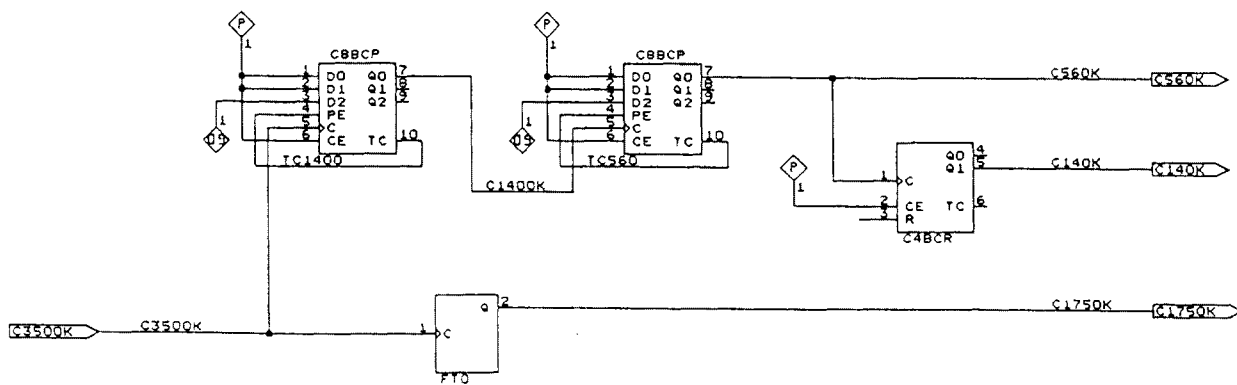 P
1
C8BCP
1 D0 Q0 7
2 D1 Q1 8
3 D2 Q2 9
4 PE
5 C
6 CE TC 10
1
TC1400
C1400K
P
1
C8BCP
1 D0 Q0 7
2 D1 Q1 8
3 D2 Q2 9
4 PE
5 C
6 CE TC 10
1
TC560
C560K
C560K
P
1
Q0 4
Q1 5
1 C
2 CE TC 6
3 R
C4BCR
C140K
C140K
C3500K
C3500K
1 C
Q 2
FTO
C1750K
C1750K